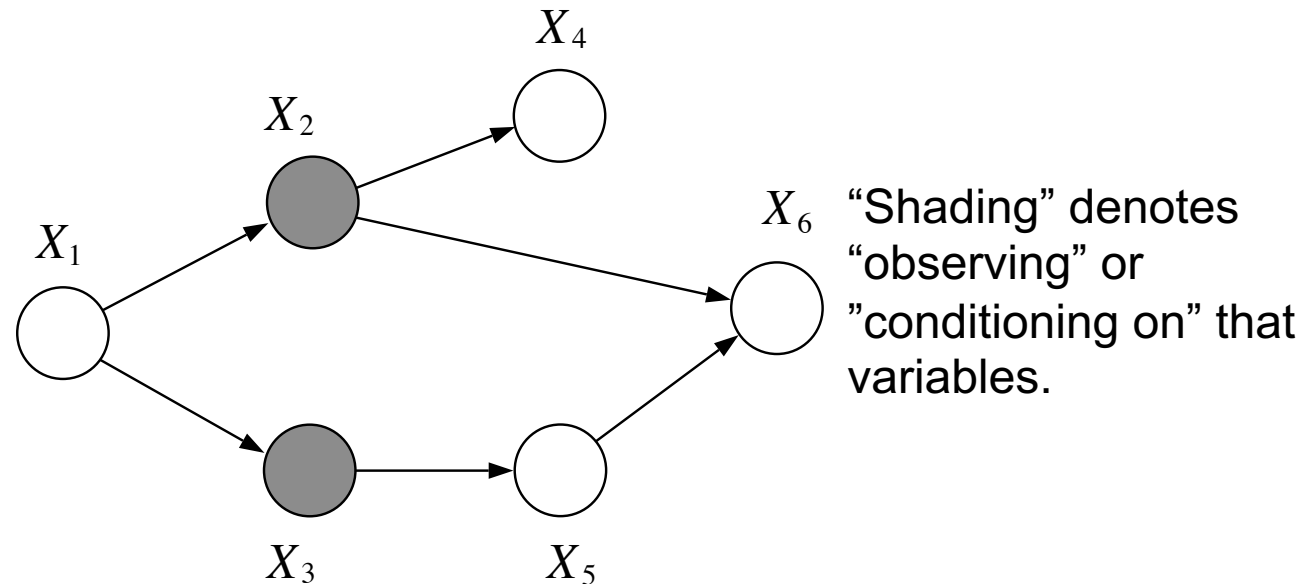 X4
X2
X6
X1
“Shading” denotes
“observing” or
”conditioning on” that
variables.
X3
X5